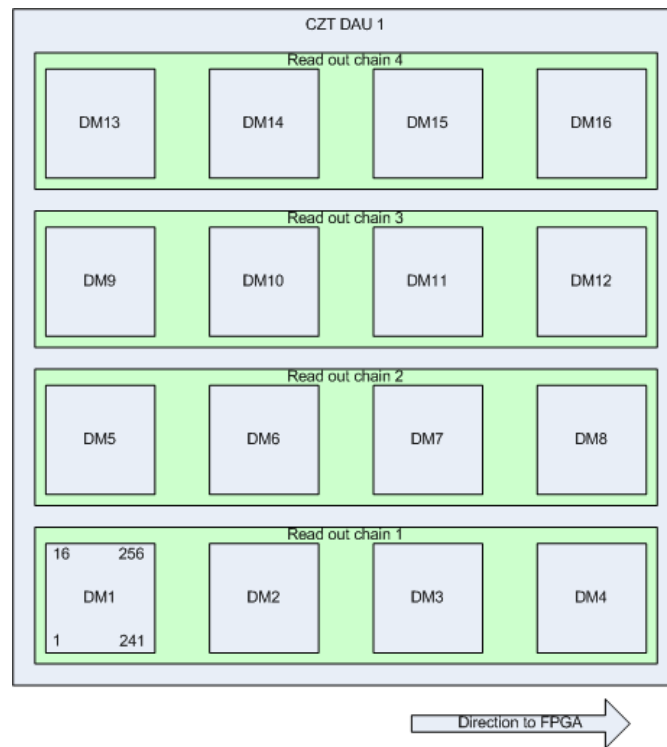 CZT DAU 1
Read out chain 4
DM13 DM14 DM15 DM16
Read out chain 3
DM9 DM10 DM11 DM12
Read out chain 2
DM5 DM6 DM7 DM8
Read out chain 1
16 256
DM1 DM2 DM3 DM4
1 241
Direction to FPGA